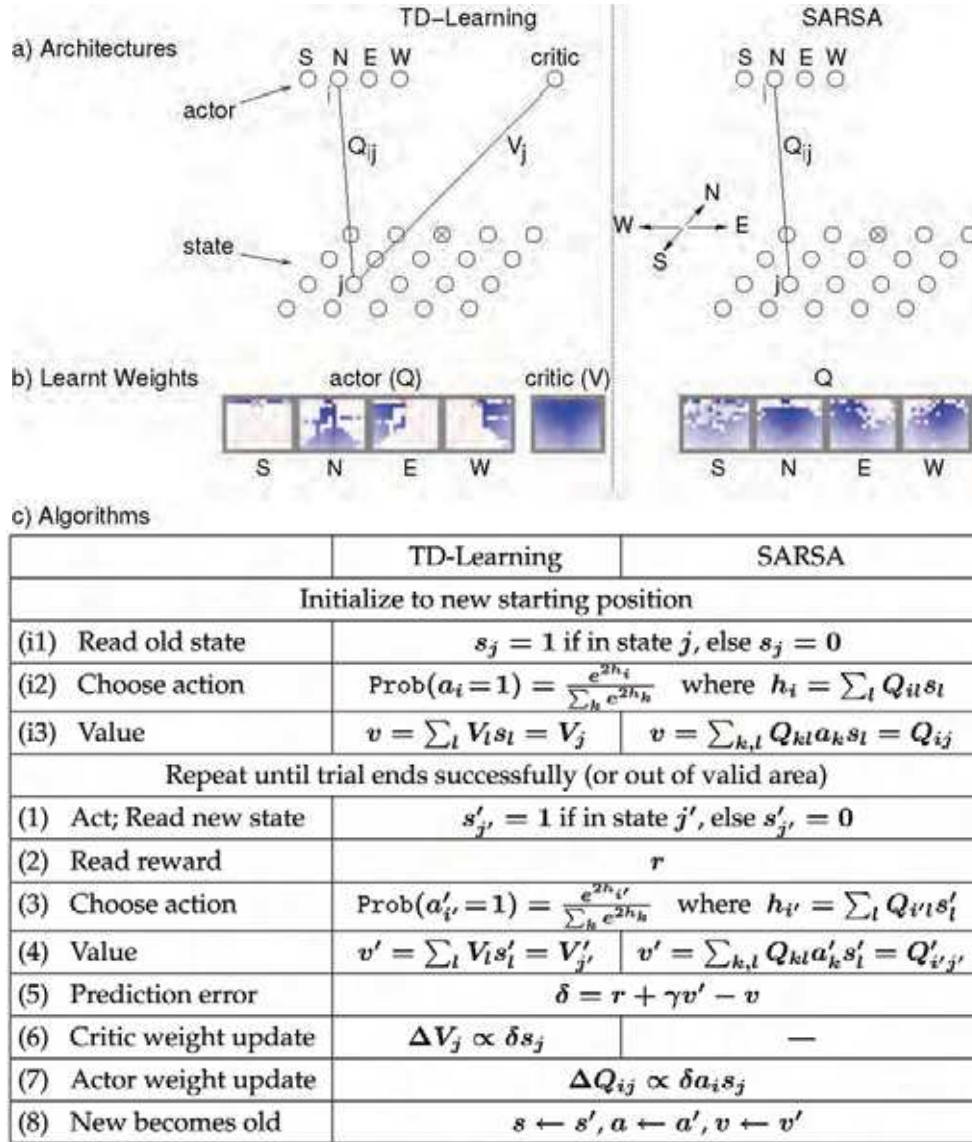 TD−Learning SARSA
a) Architectures
S N E W critic S N E W
actor
i i
Q_ij V_j Q_ij
N
W E
S
state
j j
b) Learnt Weights actor (Q) critic (V) Q
S N E W S N E W
c) Algorithms
TD-Learning SARSA
Initialize to new starting position
(i1) Read old state s_j = 1 if in state j, else s_j = 0
(i2) Choose action Prob(a_i=1) = e^{2h_i} / ∑_k e^{2h_k} where h_i = ∑_l Q_il s_l
(i3) Value v = ∑_l V_l s_l = V_j v = ∑_{k,l} Q_kl a_k s_l = Q_ij
Repeat until trial ends successfully (or out of valid area)
(1) Act; Read new state s'_j' = 1 if in state j', else s'_j' = 0
(2) Read reward r
(3) Choose action Prob(a'_i'=1) = e^{2h_i'} / ∑_k e^{2h_k} where h_i' = ∑_l Q_i'l s'_l
(4) Value v' = ∑_l V_l s'_l = V'_j' v' = ∑_{k,l} Q_kl a'_k s'_l = Q'_i'j'
(5) Prediction error δ = r + γv' − v
(6) Critic weight update ΔV_j ∝ δs_j —
(7) Actor weight update ΔQ_ij ∝ δa_i s_j
(8) New becomes old s ← s', a ← a', v ← v'